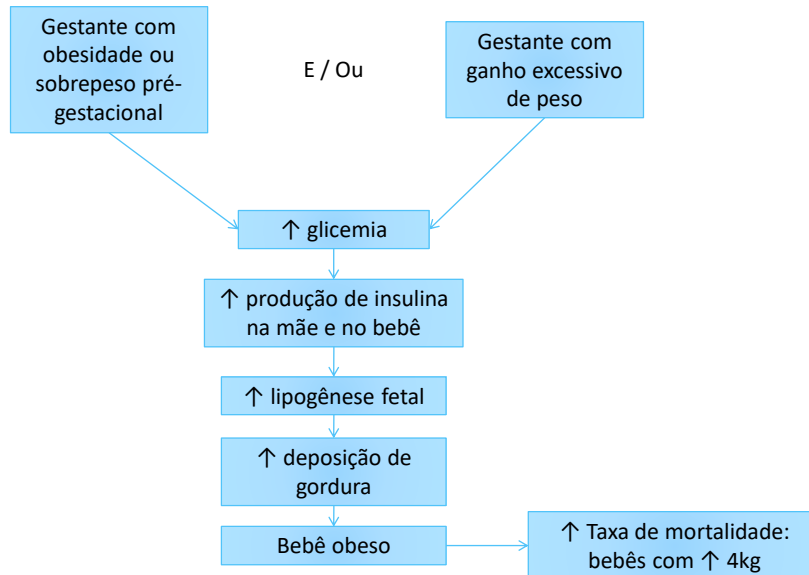 Gestante com
obesidade ou
sobrepeso pré-
gestacional
E / Ou
Gestante com
ganho excessivo
de peso
↑ glicemia
↑ produção de insulina
na mãe e no bebê
↑ lipogênese fetal
↑ deposição de
gordura
Bebê obeso
↑ Taxa de mortalidade:
bebês com ↑ 4kg